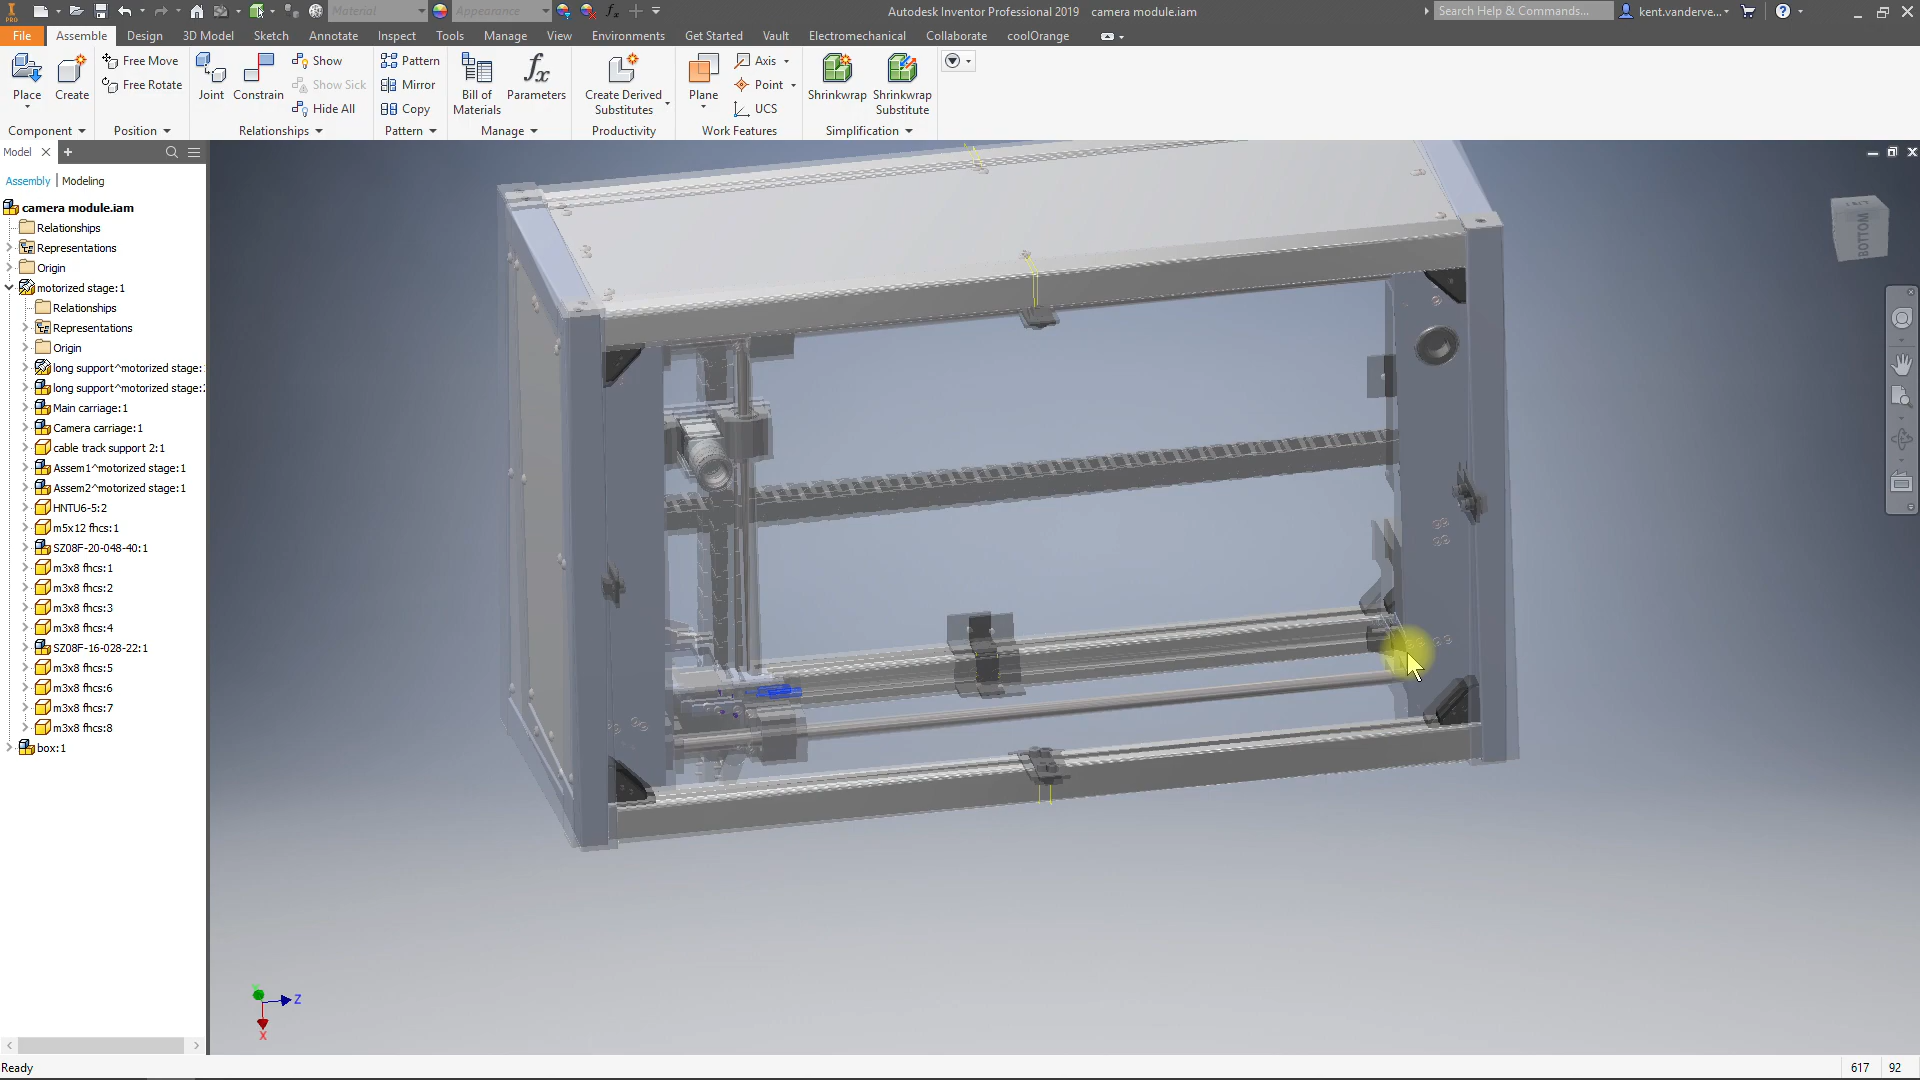 PRO
Material
Appearance
fx
Autodesk Inventor Professional 2019 camera module.iam
Search Help & Commands...
kent.vanderve...
File Assemble Design 3D Model Sketch Annotate Inspect Tools Manage View Environments Get Started Vault Electromechanical Collaborate coolOrange
Place
Create
Free Move
Free Rotate
Joint
Constrain
Show
Show Sick
Hide All
Pattern
Mirror
Copy
Bill of
Materials
fx
Parameters
Create Derived
Substitutes
Plane
Axis
Point
UCS
Shrinkwrap
Shrinkwrap
Substitute
Component Position Relationships Pattern Manage Productivity Work Features Simplification
Model
Assembly Modeling
camera module.iam
Relationships
Representations
Origin
motorized stage:1
Relationships
Representations
Origin
long support^motorized stage:
long support^motorized stage:
Main carriage:1
Camera carriage:1
cable track support 2:1
Assem1^motorized stage:1
Assem2^motorized stage:1
HNTU6-5:2
m5x12 fhcs:1
SZ08F-20-048-40:1
m3x8 fhcs:1
m3x8 fhcs:2
m3x8 fhcs:3
m3x8 fhcs:4
SZ08F-16-028-22:1
m3x8 fhcs:5
m3x8 fhcs:6
m3x8 fhcs:7
m3x8 fhcs:8
box:1
BOTTOM
Z
X
Ready
617 92